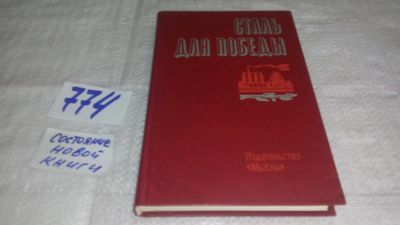 СТАЛЬ
ДЛЯ ПОБЕДЫ
Издательство
«Мысль»
774
СОСТОЯНИЕ
НОВОЙ
КНИГИ